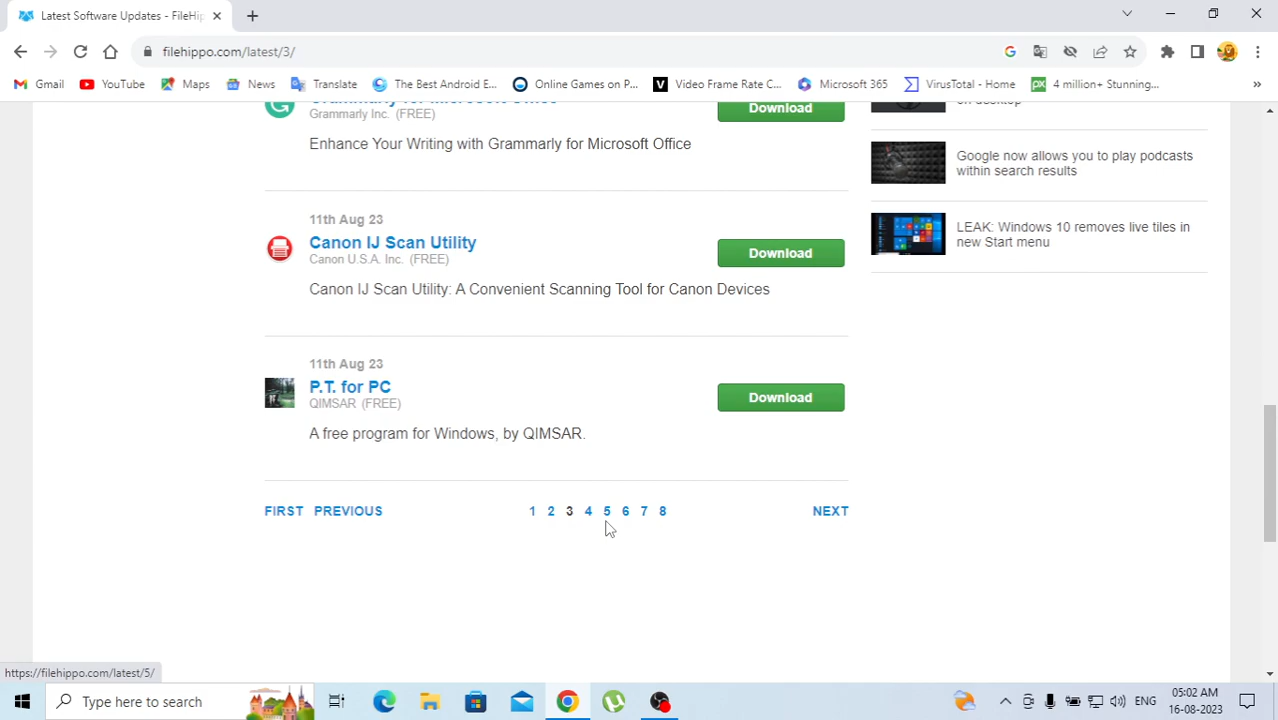 Latest Software Updates - FileHip
filehippo.com/latest/3/
Gmail
YouTube
Maps
News
Translate
The Best Android E...
Online Games on P...
Video Frame Rate C...
Microsoft 365
VirusTotal - Home
4 million+ Stunning...
»
Grammarly for Microsoft Office
Grammarly Inc. (FREE)
Download
Enhance Your Writing with Grammarly for Microsoft Office
11th Aug 23
Canon IJ Scan Utility
Canon U.S.A. Inc. (FREE)
Download
Canon IJ Scan Utility: A Convenient Scanning Tool for Canon Devices
11th Aug 23
P.T. for PC
QIMSAR (FREE)
Download
A free program for Windows, by QIMSAR.
FIRST PREVIOUS 1 2 3 4 5 6 7 8 NEXT
on desktop
Google now allows you to play podcasts
within search results
LEAK: Windows 10 removes live tiles in
new Start menu
https://filehippo.com/latest/5/
Type here to search
ENG
05:02 AM
16-08-2023